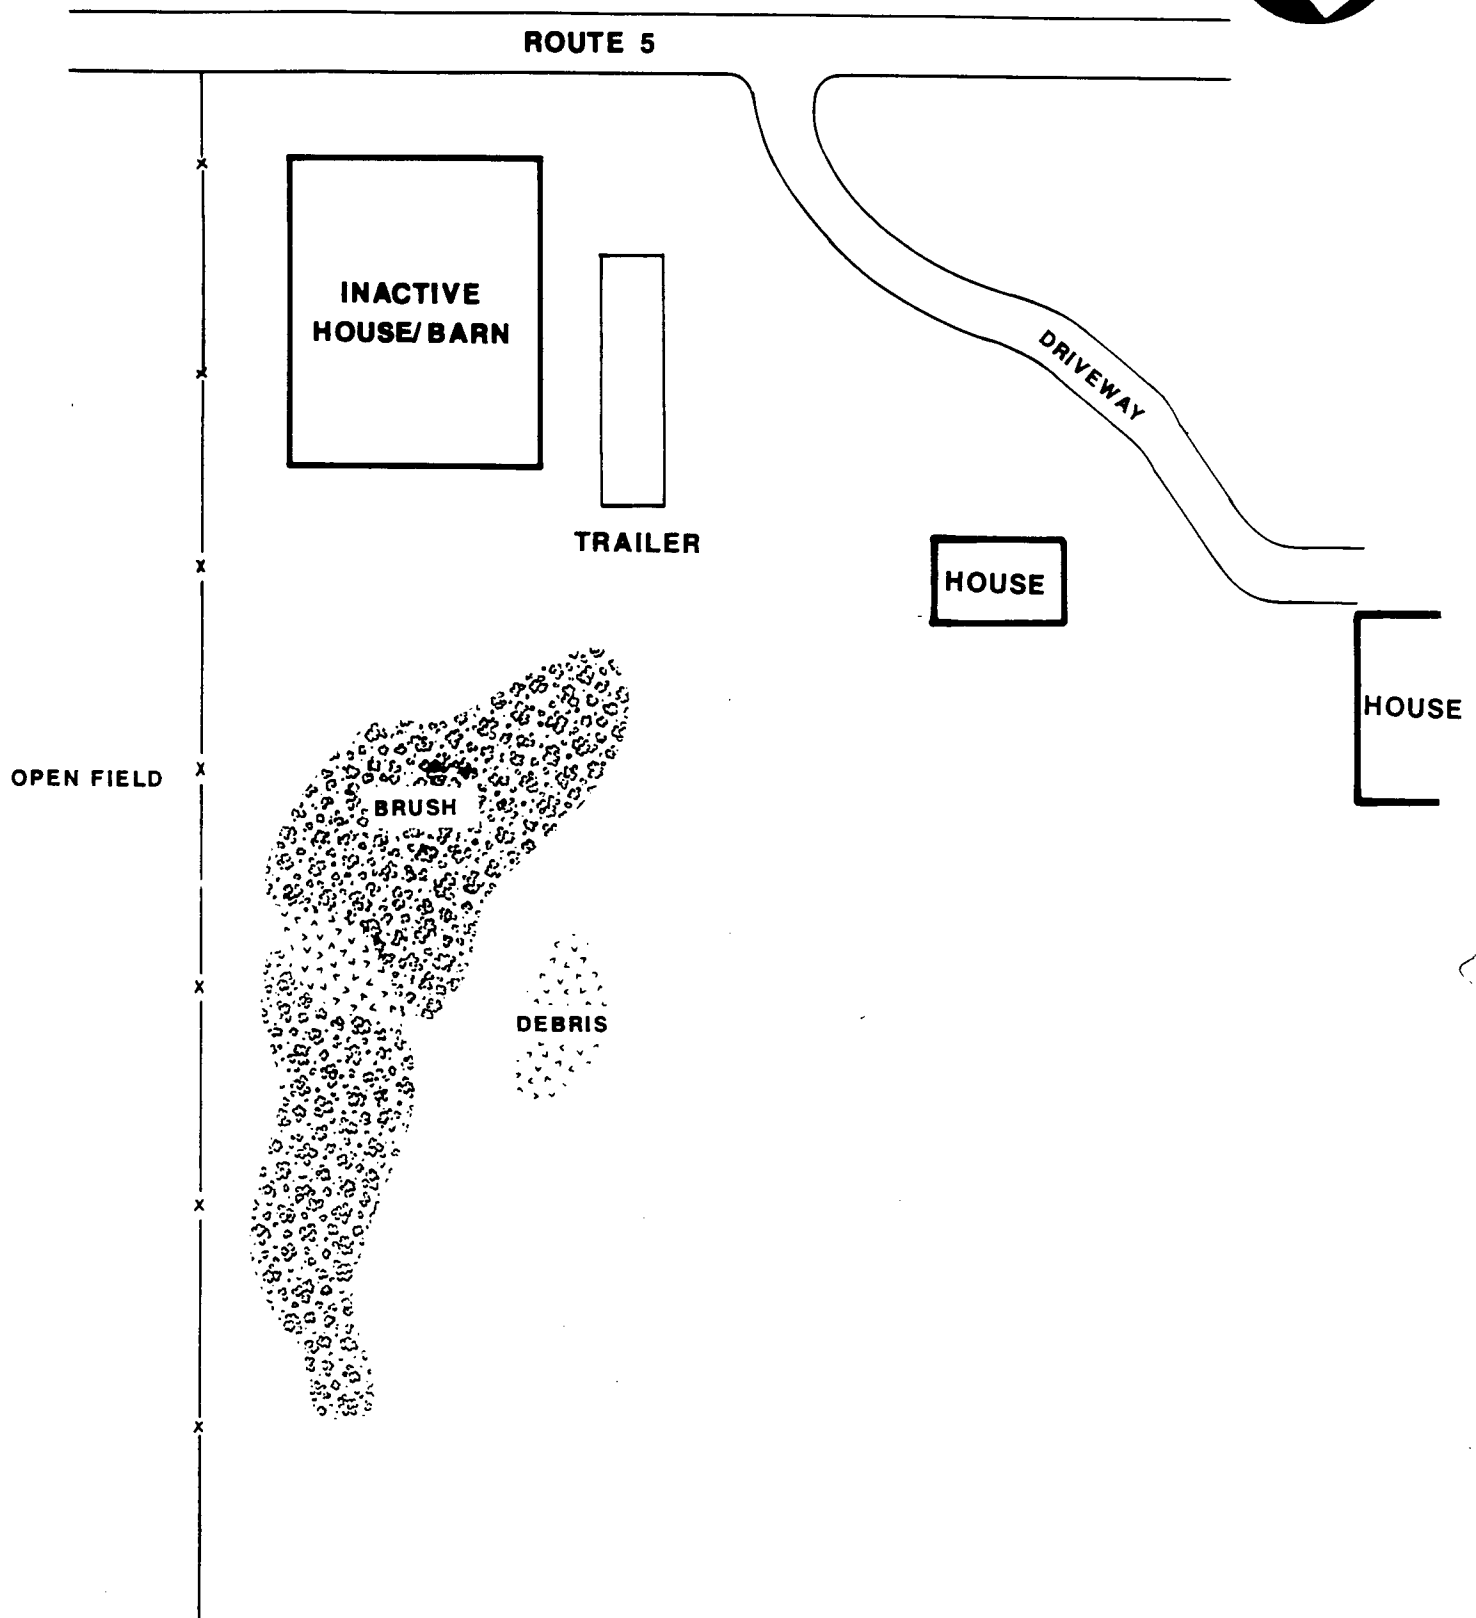 ROUTE 5
INACTIVE
HOUSE/BARN
DRIVEWAY
TRAILER
HOUSE
HOUSE
OPEN FIELD
BRUSH
DEBRIS